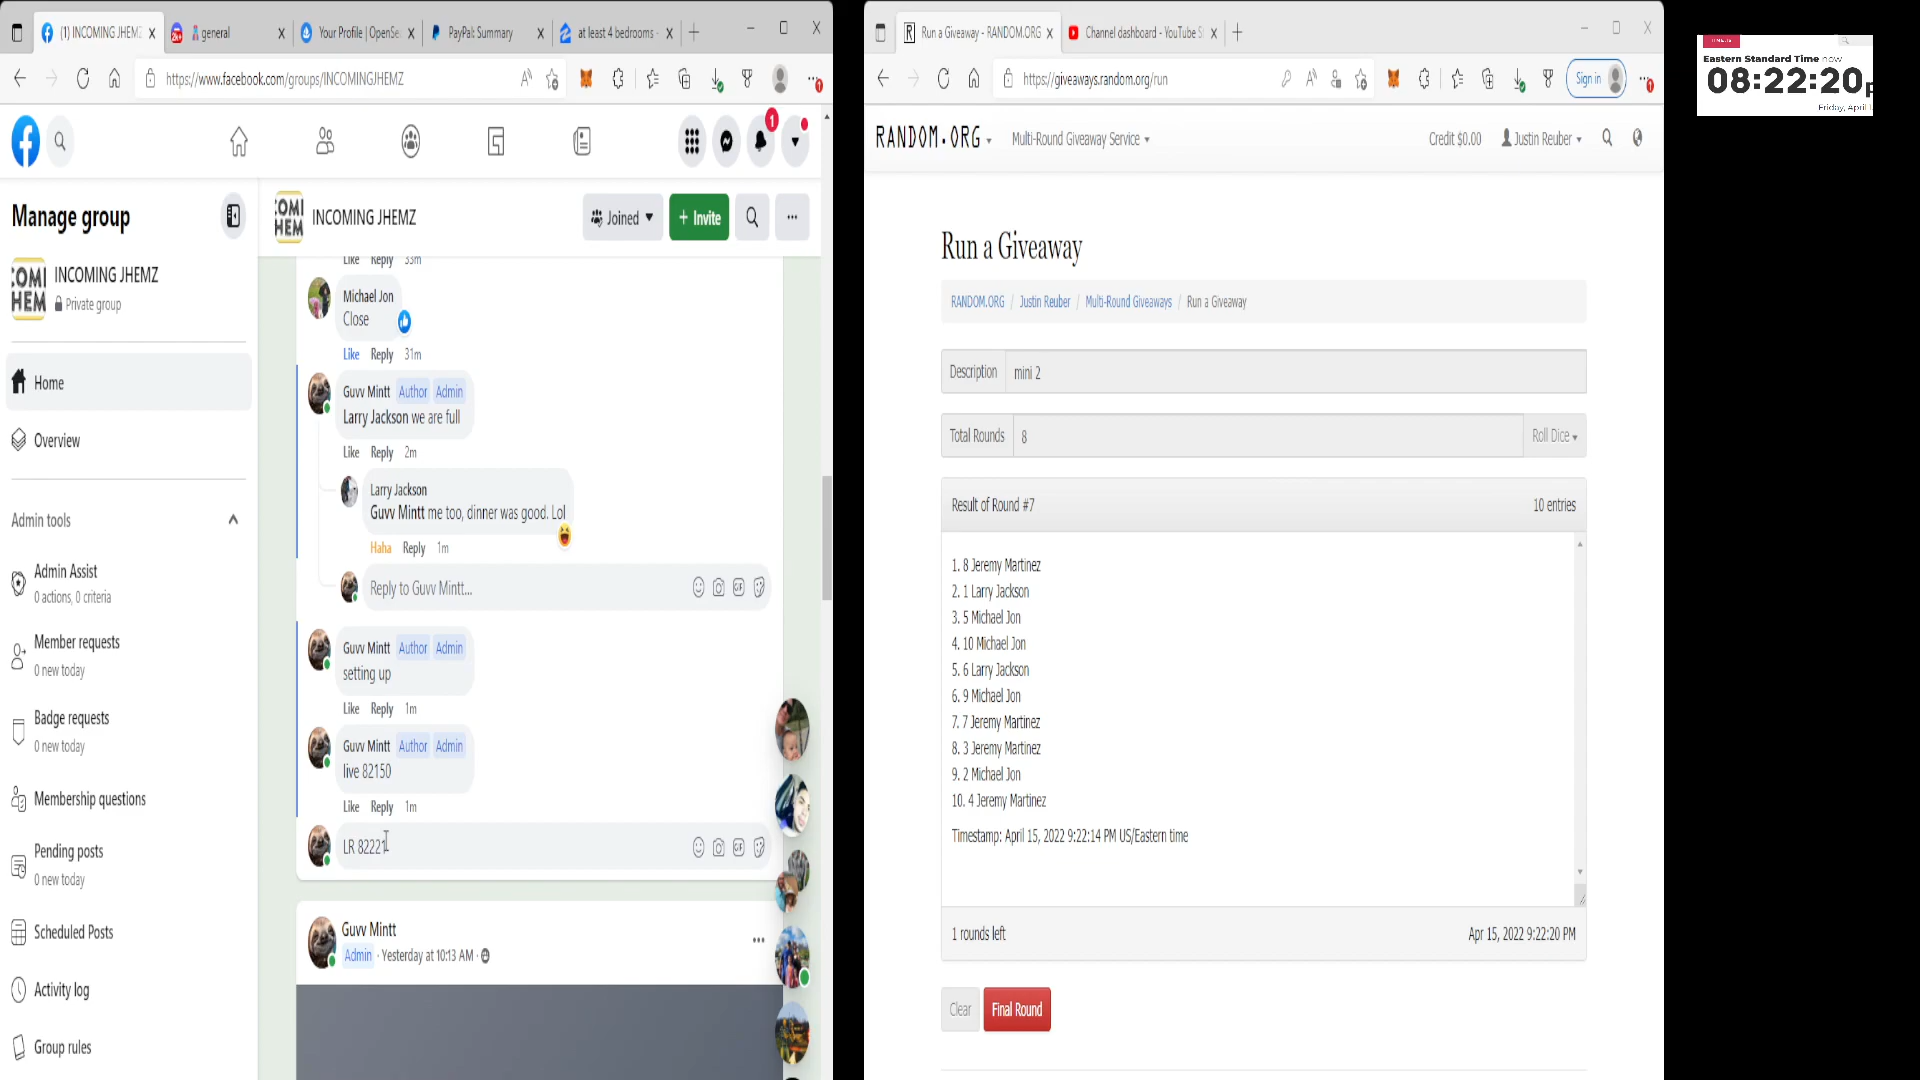 (1) INCOMING JHEMZ
general
Your Profile | OpenSe
PayPal: Summary
at least 4 bedrooms -
https://www.facebook.com/groups/INCOMINGJHEMZ
1
Manage group
INCOMING JHEMZ
Private group
Home
Overview
Admin tools
Admin Assist
0 actions, 0 criteria
Member requests
0 new today
Badge requests
0 new today
Membership questions
Pending posts
0 new today
Scheduled Posts
Activity log
Group rules
INCOMING JHEMZ
Joined
+ Invite
Like Reply 33m
Michael Jon
Close
Like Reply 31m
Guvv Mintt Author Admin
Larry Jackson we are full
Like Reply 2m
Larry Jackson
Guvv Mintt me too, dinner was good. Lol
Haha Reply 1m
Reply to Guvv Mintt...
Guvv Mintt Author Admin
setting up
Like Reply 1m
Guvv Mintt Author Admin
live 82150
Like Reply 1m
LR 82221
Guvv Mintt
Admin · Yesterday at 10:13 AM ·
Run a Giveaway - RANDOM.ORG
Channel dashboard - YouTube S
https://giveaways.random.org/run
Sign in
RANDOM.ORG
Multi-Round Giveaway Service
Credit $0.00
Justin Reuber
Run a Giveaway
RANDOM.ORG / Justin Reuber / Multi-Round Giveaways / Run a Giveaway
Description mini 2
Total Rounds 8 Roll Dice
Result of Round #7 10 entries
1. 8 Jeremy Martinez
2. 1 Larry Jackson
3. 5 Michael Jon
4. 10 Michael Jon
5. 6 Larry Jackson
6. 9 Michael Jon
7. 7 Jeremy Martinez
8. 3 Jeremy Martinez
9. 2 Michael Jon
10. 4 Jeremy Martinez
Timestamp: April 15, 2022 9:22:14 PM US/Eastern time
1 rounds left Apr 15, 2022 9:22:20 PM
Clear Final Round
Eastern Standard Time now
08:22:20p
Friday, April